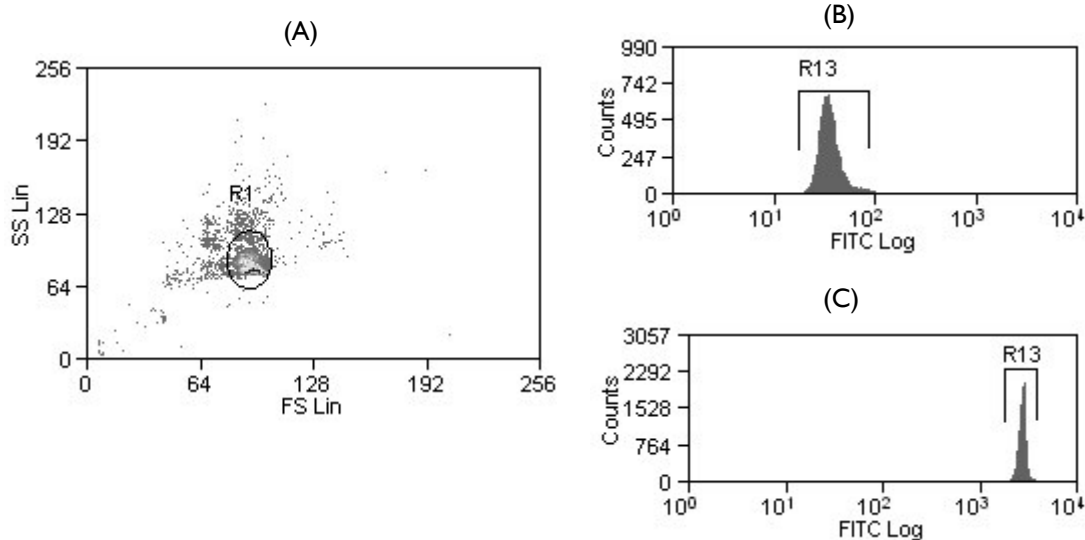 (A)
256
192
128
64
0
SS Lin
R1
0 64 128 192 256
FS Lin
(B)
990
742
495
247
0
Counts
R13
10⁰ 10¹ 10² 10³ 10⁴
FITC Log
(C)
3057
2292
1528
764
0
Counts
R13
10⁰ 10¹ 10² 10³ 10⁴
FITC Log